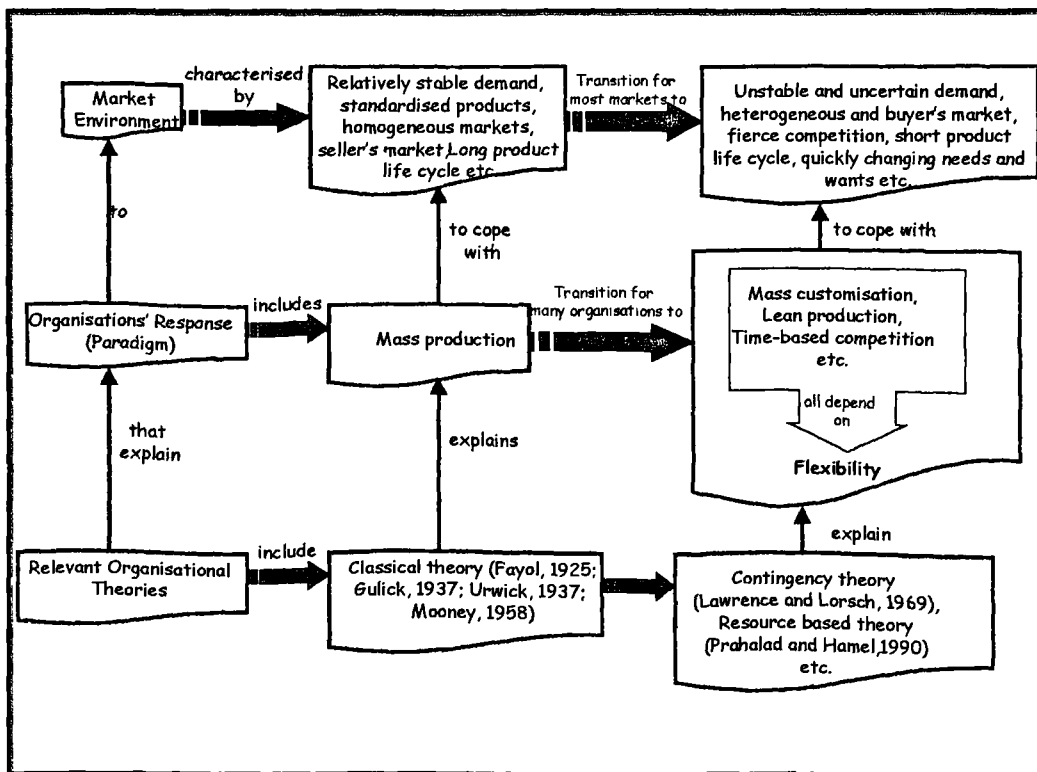 Market
Environment
characterised
by
Relatively stable demand,
standardised products,
homogeneous markets,
seller's market,Long product
life cycle etc
Transition for
most markets to
Unstable and uncertain demand,
heterogeneous and buyer's market,
fierce competition, short product
life cycle, quickly changing needs and
wants etc.
to
to cope
with
to cope with
Organisations' Response
(Paradigm)
includes
Mass production
Transition for
many organisations to
Mass customisation,
Lean production,
Time-based competition
etc.
all depend
on
Flexibility
that
explain
explains
explain
Relevant Organisational
Theories
include
Classical theory (Fayol, 1925;
Gulick, 1937; Urwick, 1937;
Mooney, 1958)
Contingency theory
(Lawrence and Lorsch, 1969),
Resource based theory
(Prahalad and Hamel,1990)
etc.